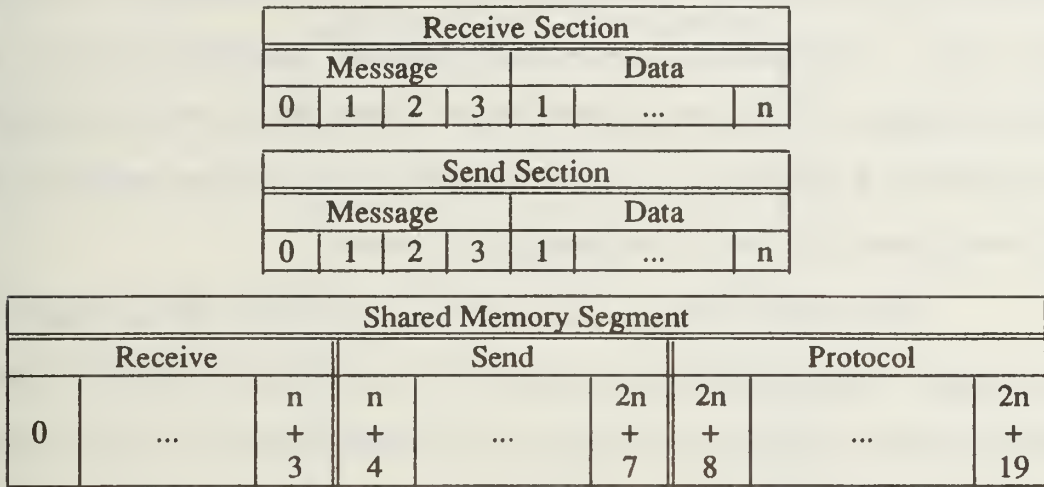 Receive Section
Message Data
0 1 2 3 1 ... n
Send Section
Message Data
0 1 2 3 1 ... n
Shared Memory Segment
Receive Send Protocol
n n 2n 2n 2n
0 ... + + ... + + ... +
3 4 7 8 19